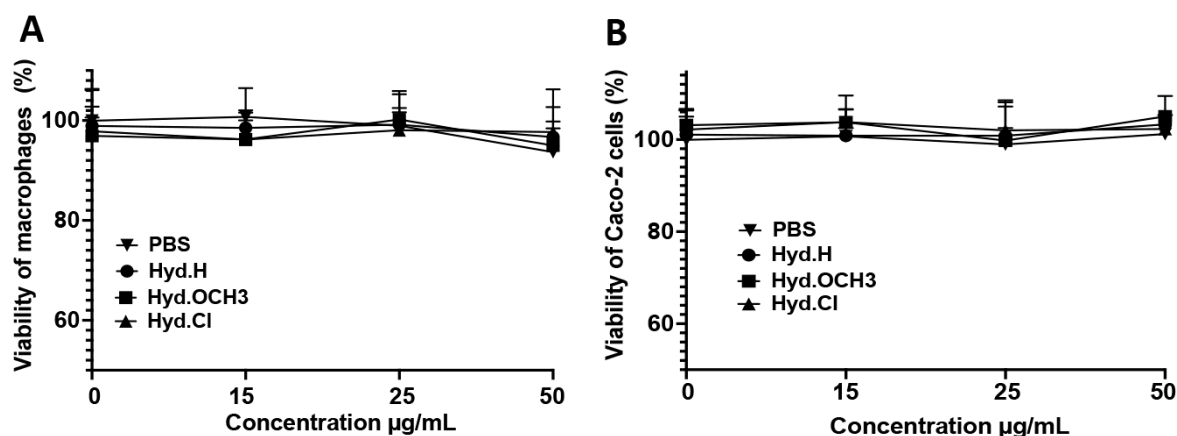 A
Viability of macrophages (%)
100
80
60
PBS
Hyd.H
Hyd.OCH3
Hyd.Cl
0 15 25 50
Concentration µg/mL
B
Viability of Caco-2 cells (%)
100
80
60
PBS
Hyd.H
Hyd.OCH3
Hyd.Cl
0 15 25 50
Concentration µg/mL